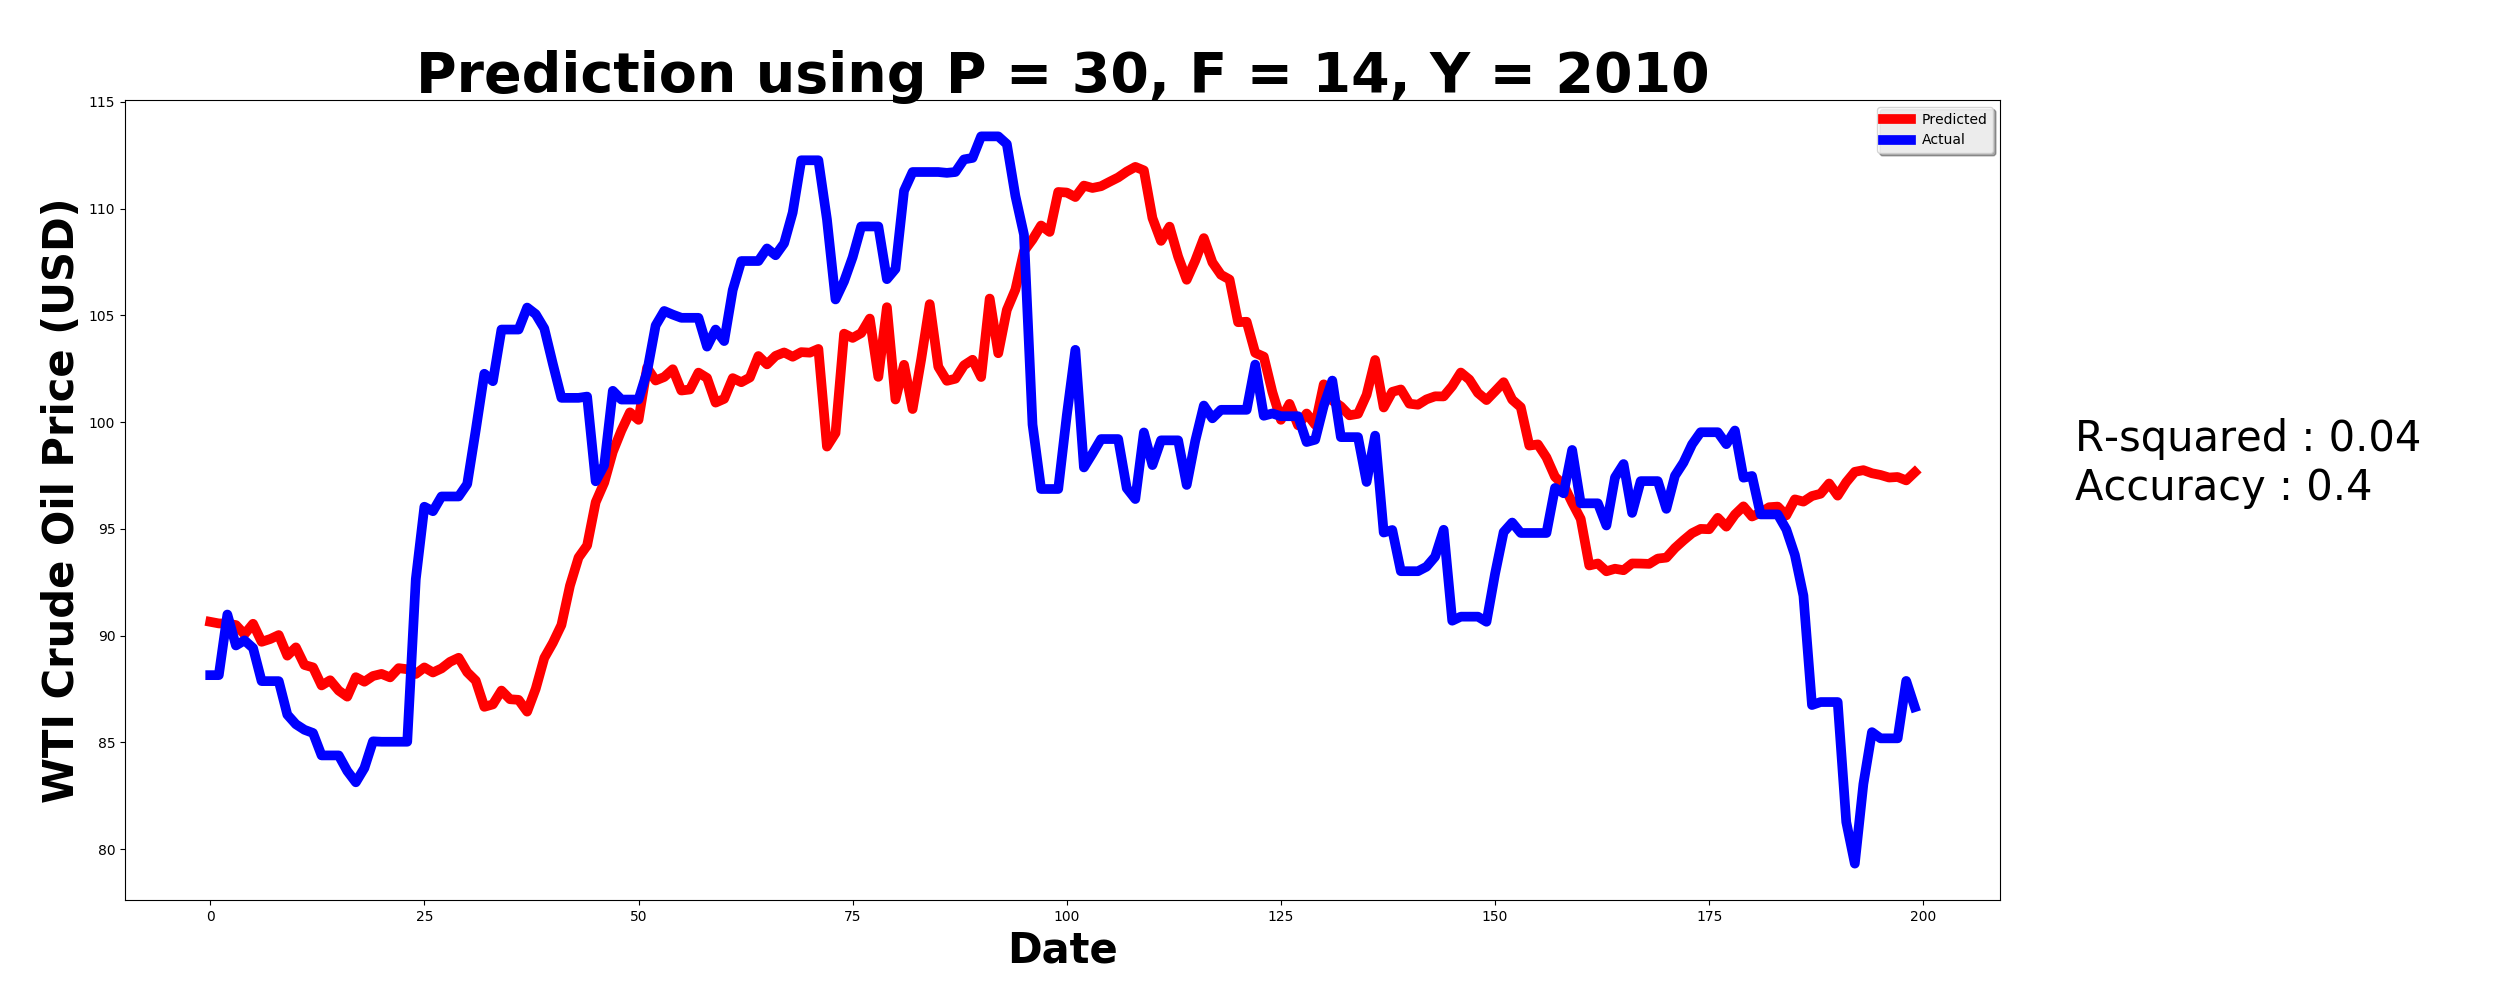 Prediction using P = 30, F = 14, Y = 2010
Predicted
Actual
WTI Crude Oil Price (USD)
115
110
105
100
95
90
85
80
0 25 50 75 100 125 150 175 200
Date
R-squared : 0.04
Accuracy : 0.4